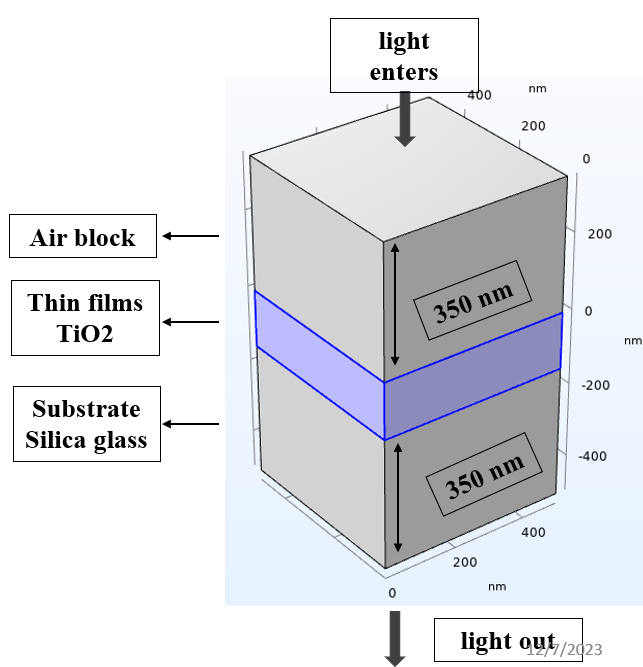 light
enters
400
nm
200
0
Air block
200
350 nm
Thin films
TiO2
0
nm
-200
Substrate
Silica glass
-400
350 nm
400
200
nm
0
light out
12/7/2023